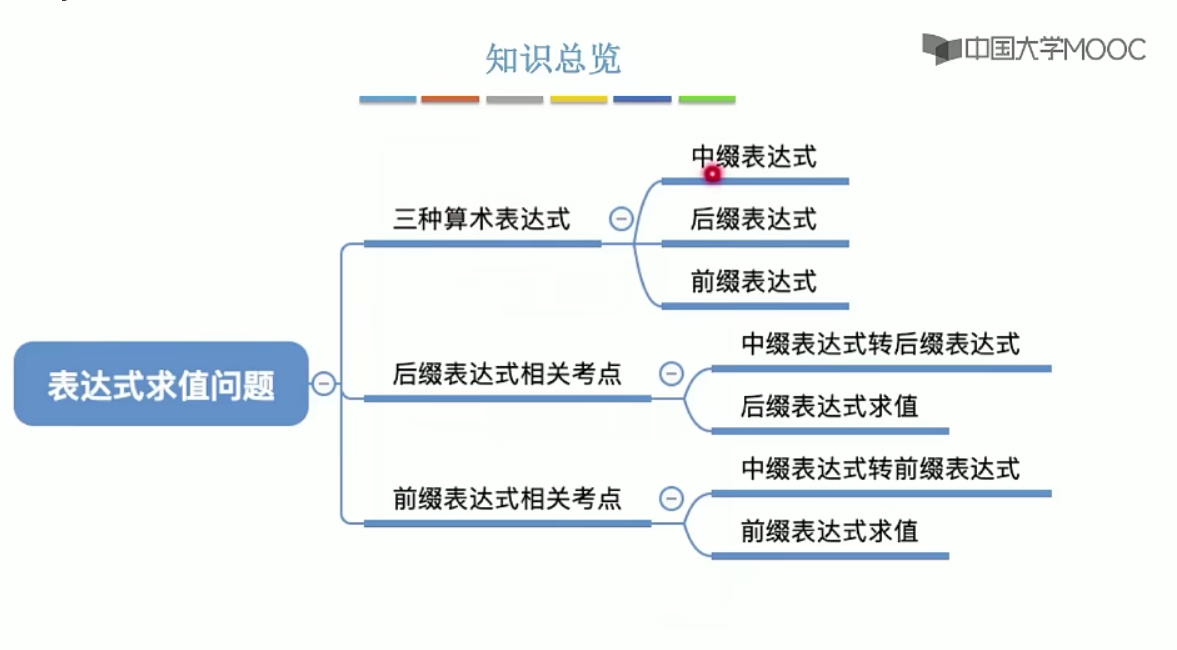 知识总览
中国大学MOOC
中缀表达式
三种算术表达式
后缀表达式
前缀表达式
表达式求值问题
后缀表达式相关考点
中缀表达式转后缀表达式
后缀表达式求值
前缀表达式相关考点
中缀表达式转前缀表达式
前缀表达式求值